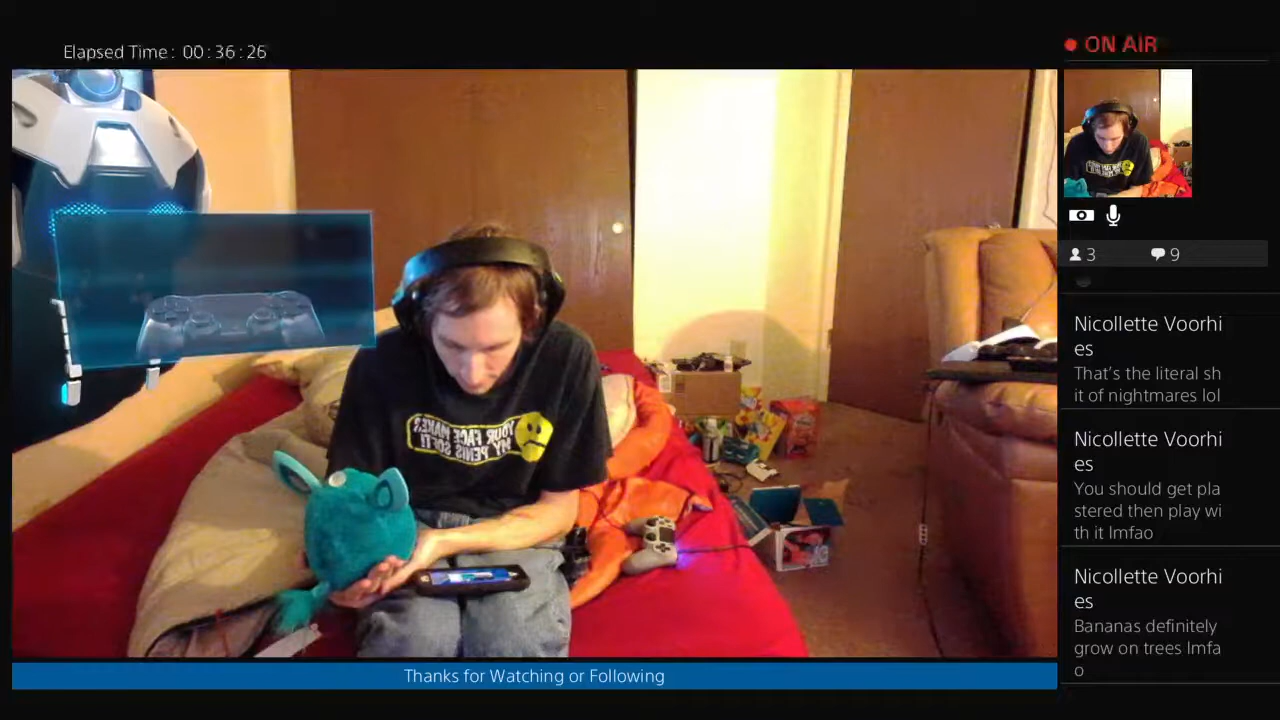 Elapsed Time: 00:36:26
ON AIR
3
9
Nicollette Voorhi
es
That's the literal sh
it of nightmares lol
Nicollette Voorhi
es
You should get pla
stered then play wi
th it lmfao
Nicollette Voorhi
es
Bananas definitely
grow on trees lmfa
o
YOUR FACE MAKES
MY PENIS SOFT!
Thanks for Watching or Following